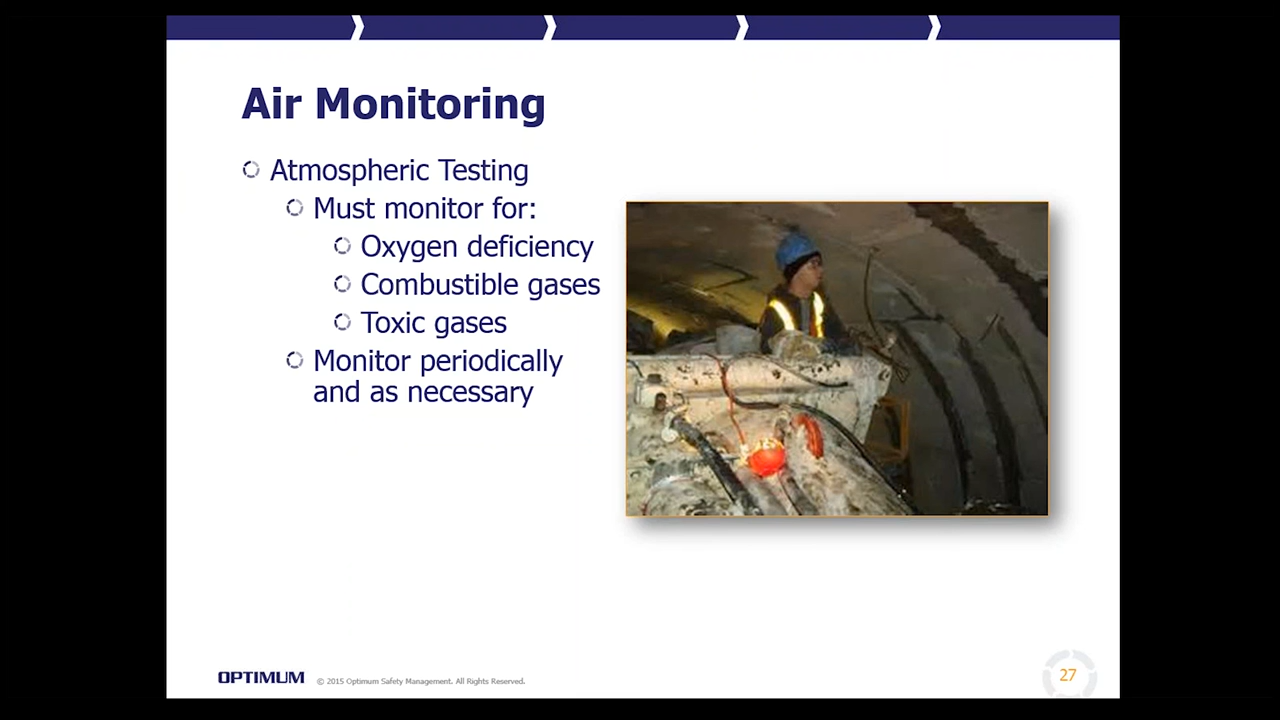 Air Monitoring
Atmospheric Testing
Must monitor for:
Oxygen deficiency
Combustible gases
Toxic gases
Monitor periodically
and as necessary
OPTIMUM © 2015 Optimum Safety Management. All Rights Reserved.
27